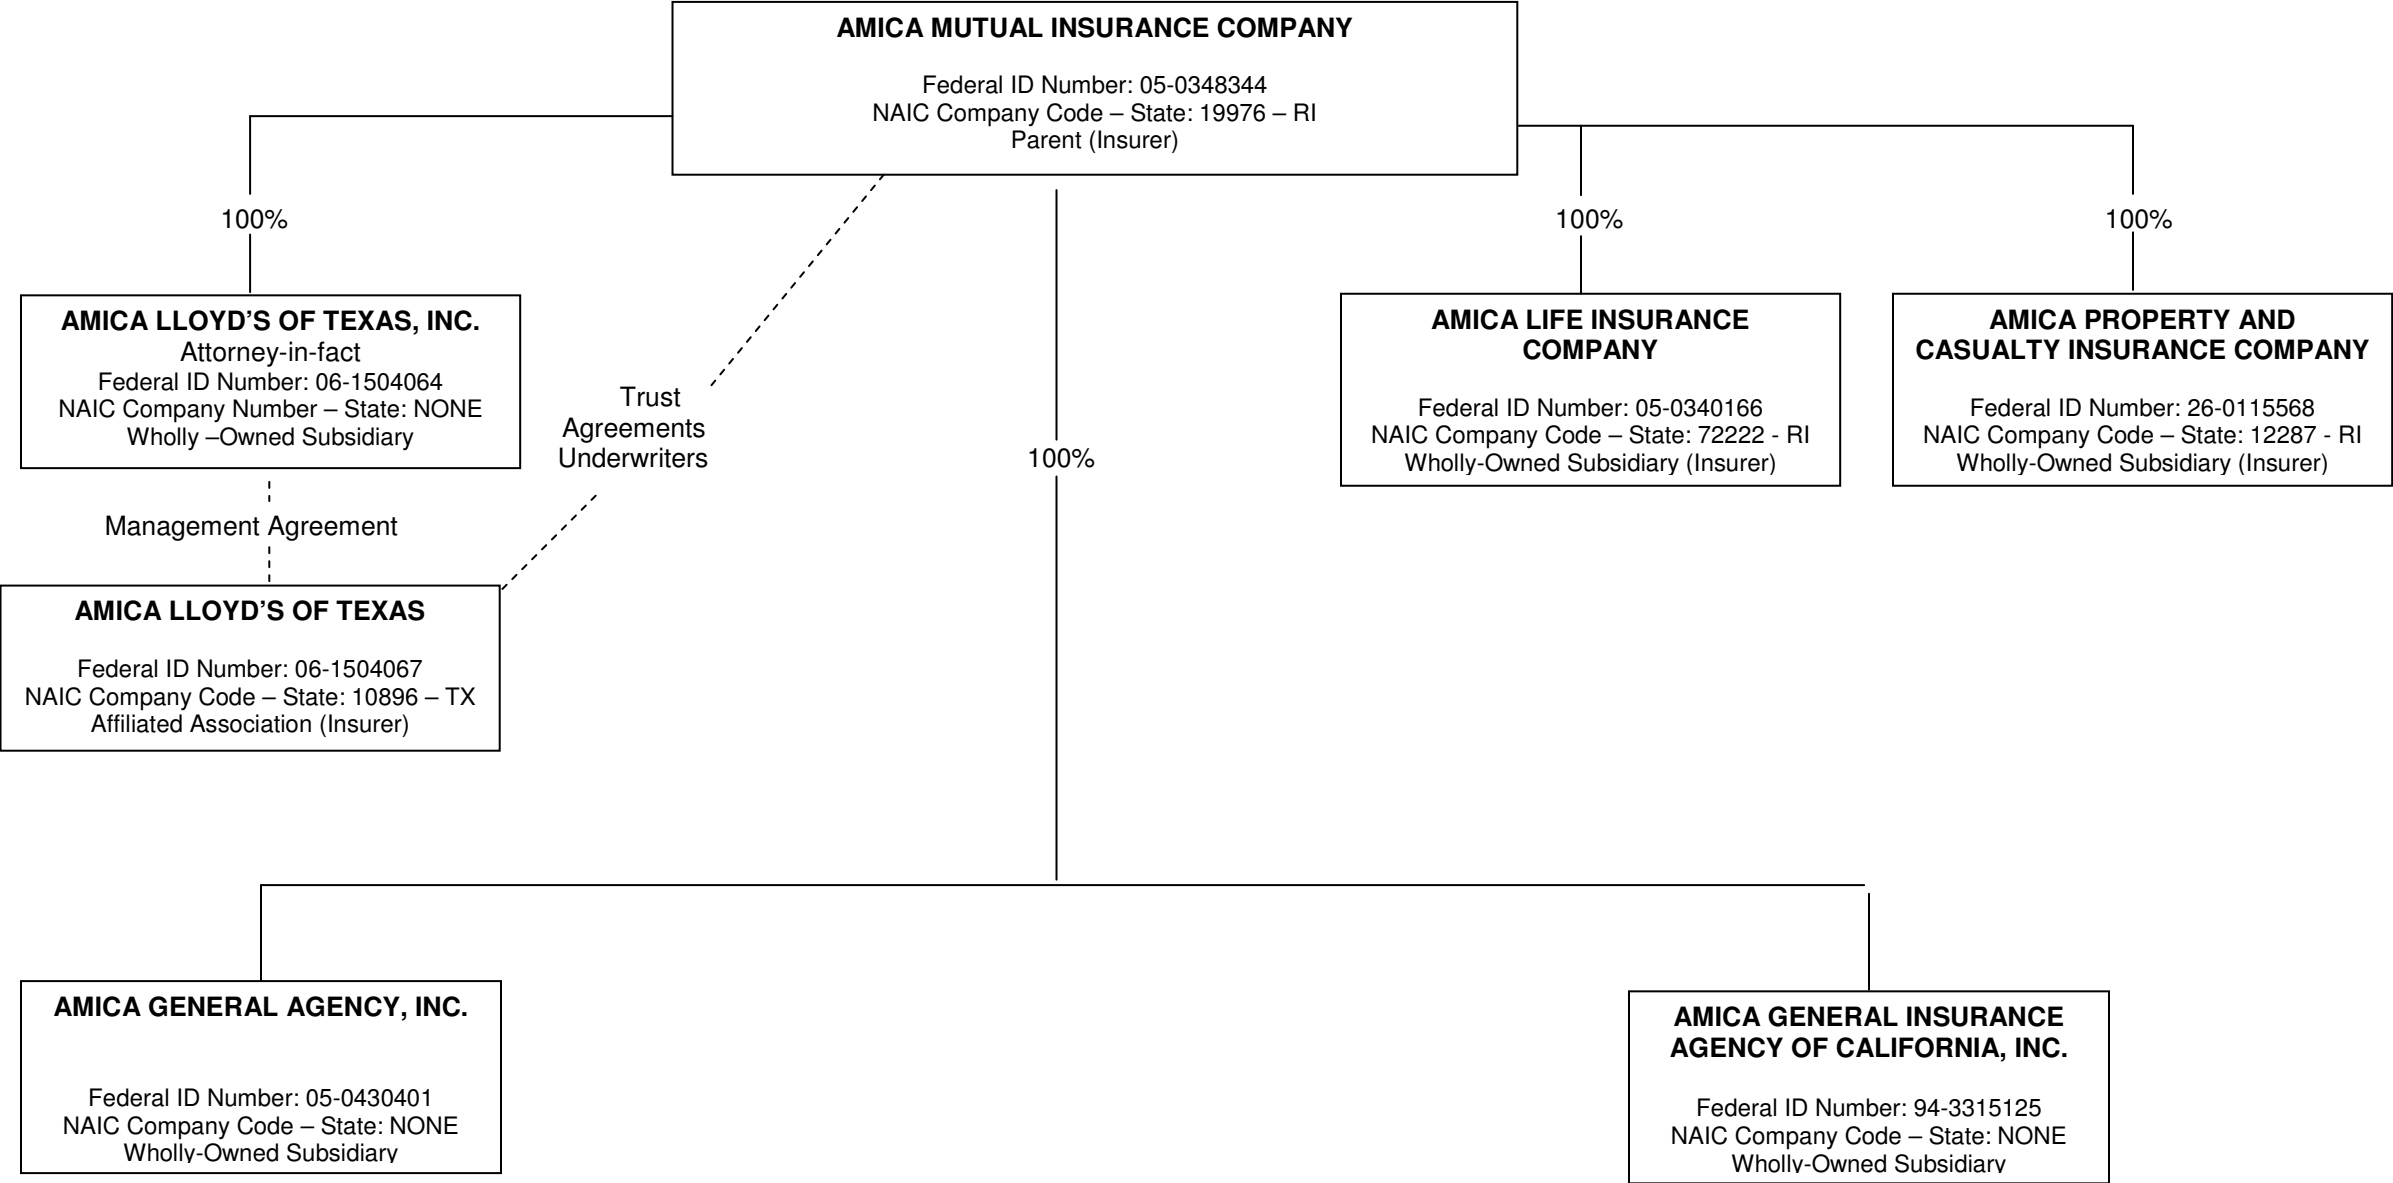 AMICA MUTUAL INSURANCE COMPANY
Federal ID Number: 05-0348344
NAIC Company Code – State: 19976 – RI
Parent (Insurer)
100%
100%
100%
AMICA LLOYD’S OF TEXAS, INC.
Attorney-in-fact
Federal ID Number: 06-1504064
NAIC Company Number – State: NONE
Wholly –Owned Subsidiary
Trust
Agreements
Underwriters
100%
AMICA LIFE INSURANCE
COMPANY
Federal ID Number: 05-0340166
NAIC Company Code – State: 72222 - RI
Wholly-Owned Subsidiary (Insurer)
AMICA PROPERTY AND
CASUALTY INSURANCE COMPANY
Federal ID Number: 26-0115568
NAIC Company Code – State: 12287 - RI
Wholly-Owned Subsidiary (Insurer)
Management Agreement
AMICA LLOYD’S OF TEXAS
Federal ID Number: 06-1504067
NAIC Company Code – State: 10896 – TX
Affiliated Association (Insurer)
AMICA GENERAL AGENCY, INC.
Federal ID Number: 05-0430401
NAIC Company Code – State: NONE
Wholly-Owned Subsidiary
AMICA GENERAL INSURANCE
AGENCY OF CALIFORNIA, INC.
Federal ID Number: 94-3315125
NAIC Company Code – State: NONE
Wholly-Owned Subsidiary